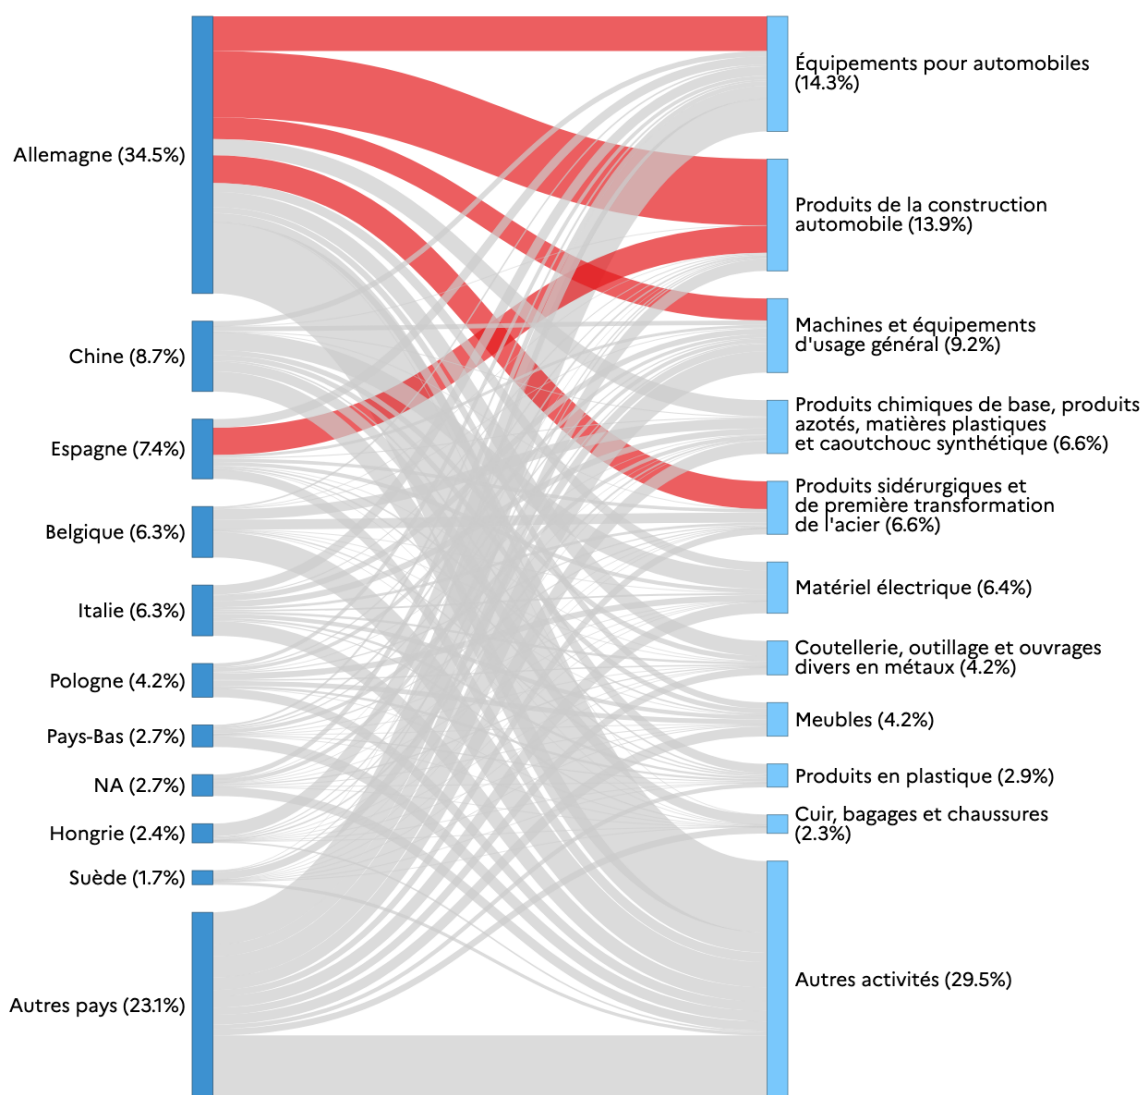 Allemagne (34.5%)
Chine (8.7%)
Espagne (7.4%)
Belgique (6.3%)
Italie (6.3%)
Pologne (4.2%)
Pays-Bas (2.7%)
NA (2.7%)
Hongrie (2.4%)
Suède (1.7%)
Autres pays (23.1%)
Équipements pour automobiles
(14.3%)
Produits de la construction
automobile (13.9%)
Machines et équipements
d'usage général (9.2%)
Produits chimiques de base, produits
azotés, matières plastiques
et caoutchouc synthétique (6.6%)
Produits sidérurgiques et
de première transformation
de l'acier (6.6%)
Matériel électrique (6.4%)
Coutellerie, outillage et ouvrages
divers en métaux (4.2%)
Meubles (4.2%)
Produits en plastique (2.9%)
Cuir, bagages et chaussures
(2.3%)
Autres activités (29.5%)